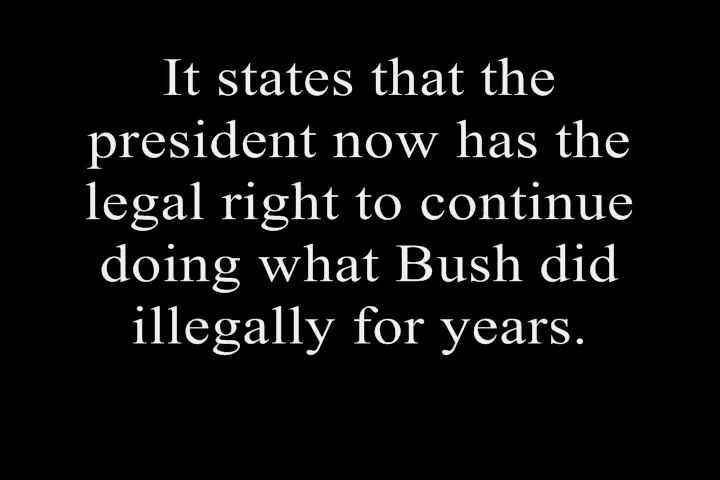 It states that the
president now has the
legal right to continue
doing what Bush did
illegally for years.